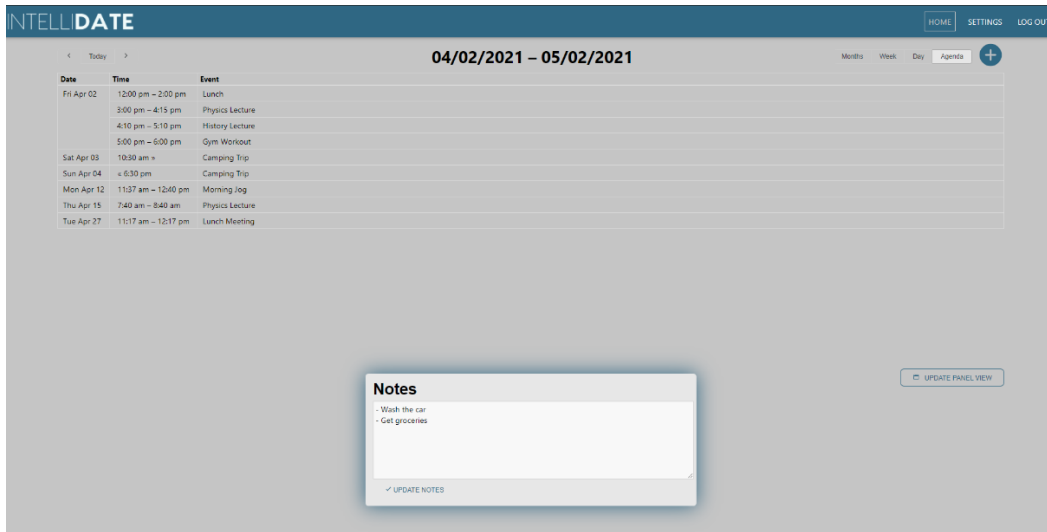 INTELLIDATE HOME SETTINGS LOG OU
< Today > 04/02/2021 – 05/02/2021 Months Week Day Agenda +
Date Time Event
Fri Apr 02 12:00 pm – 2:00 pm Lunch
3:00 pm – 4:15 pm Physics Lecture
4:10 pm – 5:10 pm History Lecture
5:00 pm – 6:00 pm Gym Workout
Sat Apr 03 10:30 am » Camping Trip
Sun Apr 04 « 6:30 pm Camping Trip
Mon Apr 12 11:37 am – 12:40 pm Morning Jog
Thu Apr 15 7:40 am – 8:40 am Physics Lecture
Tue Apr 27 11:17 am – 12:17 pm Lunch Meeting
UPDATE PANEL VIEW
Notes
- Wash the car
- Get groceries
✓ UPDATE NOTES